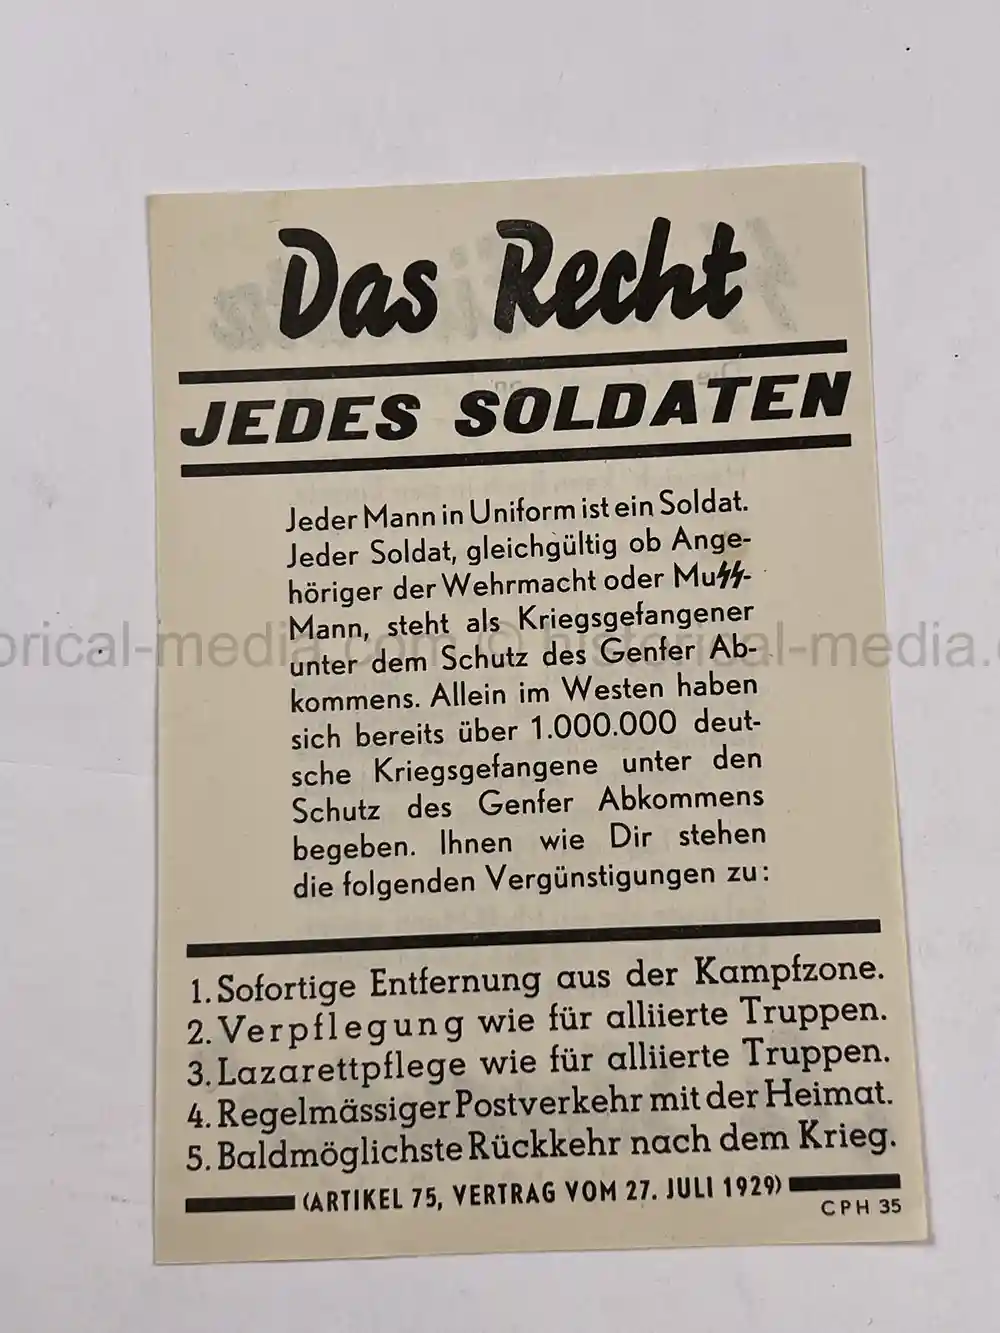 Das Recht
JEDES SOLDATEN
Jeder Mann in Uniform ist ein Soldat.
Jeder Soldat, gleichgültig ob Ange-
höriger der Wehrmacht oder MuSS-
Mann, steht als Kriegsgefangener
unter dem Schutz des Genfer Ab-
kommens. Allein im Westen haben
sich bereits über 1.000.000 deut-
sche Kriegsgefangene unter den
Schutz des Genfer Abkommens
begeben. Ihnen wie Dir stehen
die folgenden Vergünstigungen zu:
1. Sofortige Entfernung aus der Kampfzone.
2. Verpflegung wie für alliierte Truppen.
3. Lazarettpflege wie für alliierte Truppen.
4. Regelmässiger Postverkehr mit der Heimat.
5. Baldmöglichste Rückkehr nach dem Krieg.
(ARTIKEL 75, VERTRAG VOM 27. JULI 1929)
CPH 35
orical-media.com © historical-media.c